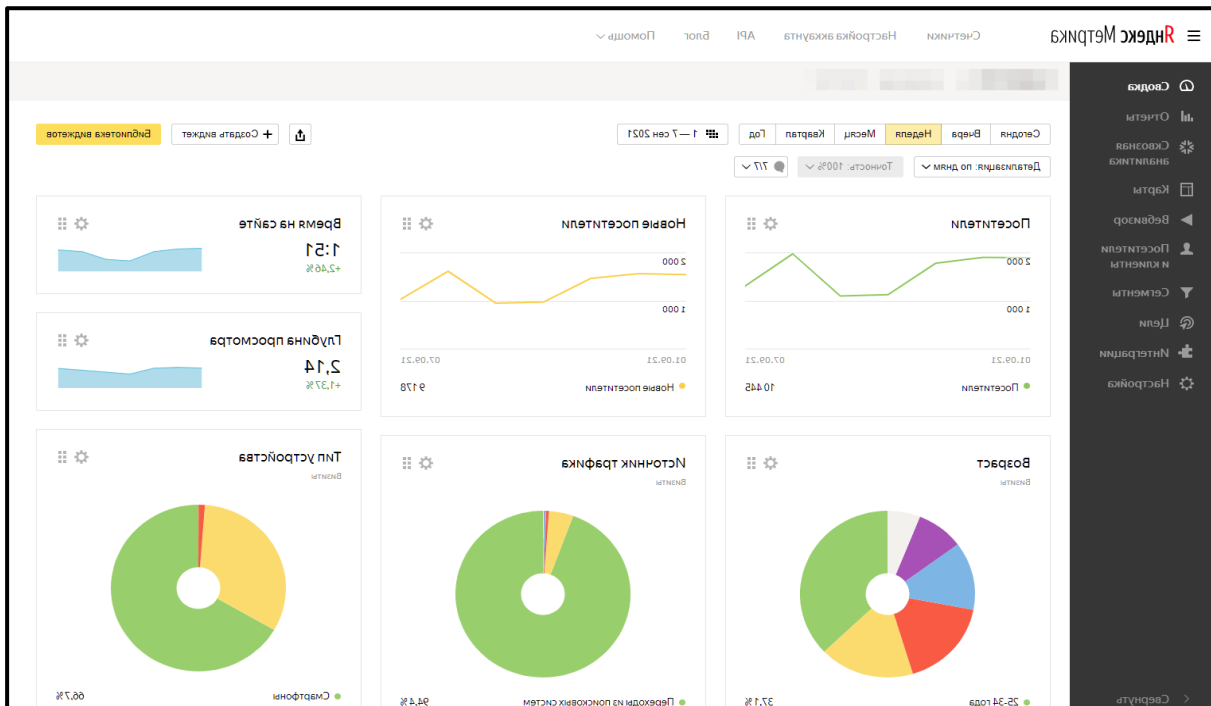 Яндекс Метрика
Счетчики Настройка аккаунта API Блог Помощь
Сводка
Отчеты
Сквозная
аналитика
Карты
Вебвизор
Посетители
и клиенты
Сегменты
Цели
Интеграции
Настройка
Свернуть
Сегодня Вчера Неделя Месяц Квартал Год 1 — 7 сен 2021 + Создать виджет Библиотека виджетов
Детализация: по дням Точность: 100% 7/7
Посетители
2 000
1 000
01.09.21 07.09.21
Посетители 10 445
Новые посетители
2 000
1 000
01.09.21 07.09.21
Новые посетители 9 178
Время на сайте
1:51
+2,46%
Глубина просмотра
2,14
+1,37%
Возраст
Визиты
25-34 года 37,1%
Источник трафика
Визиты
Переходы из поисковых систем 94,4%
Тип устройства
Визиты
Смартфоны 66,7%